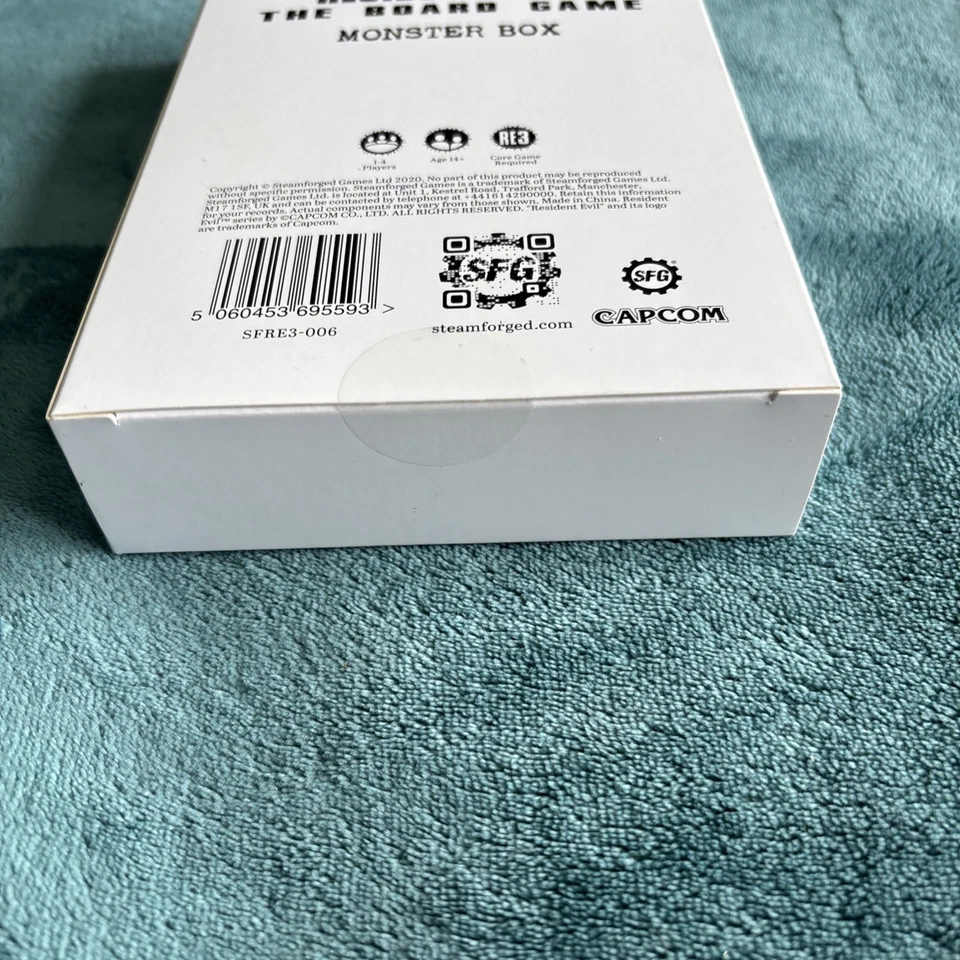 THE BOARD GAME
MONSTER BOX
RE3
1-4
Players
Age 14+
Core Game
Required
Copyright © Steamforged Games Ltd 2020. No part of this product may be reproduced
without specific permission. Steamforged Games is a trademark of Steamforged Games Ltd.
Steamforged Games Ltd. is located at Unit 1, Kestrel Road, Trafford Park, Manchester,
M17 1SF, UK and can be contacted by telephone at +441614290000. Retain this information
for your records. Actual components may vary from those shown. Made in China. Resident
Evil™ series by ©CAPCOM CO., LTD. ALL RIGHTS RESERVED. "Resident Evil" and its logo
are trademarks of Capcom.
5 060453 695593 >
SFRE3-006
SFG
steamforged.com
SFG
CAPCOM